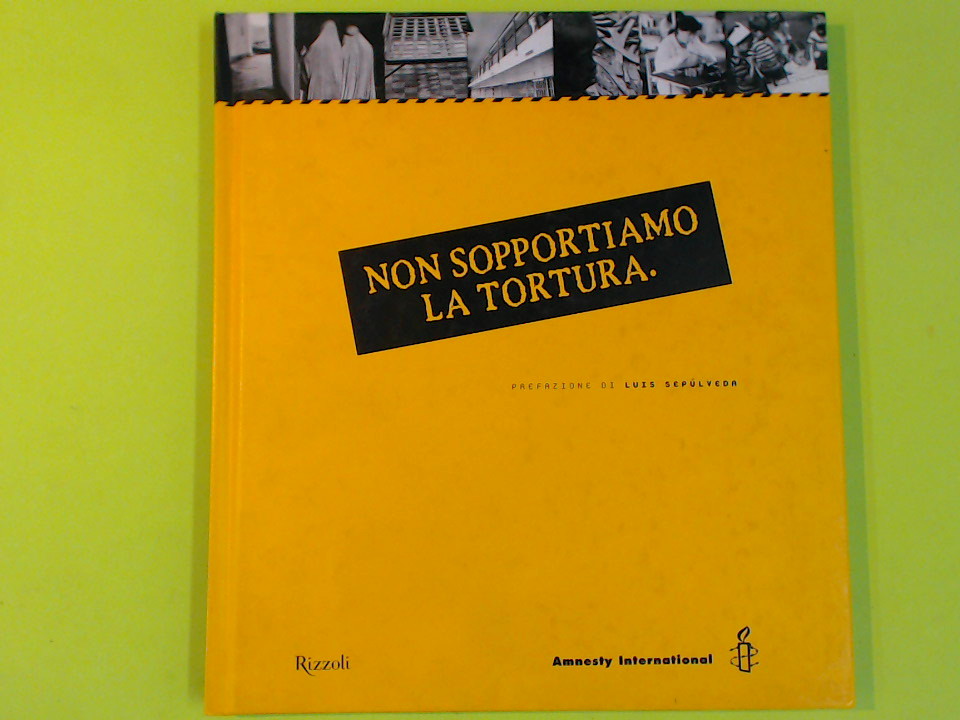 NON SOPPORTIAMO
LA TORTURA.
PREFAZIONE DI LUIS SEPÚLVEDA
Rizzoli
Amnesty International